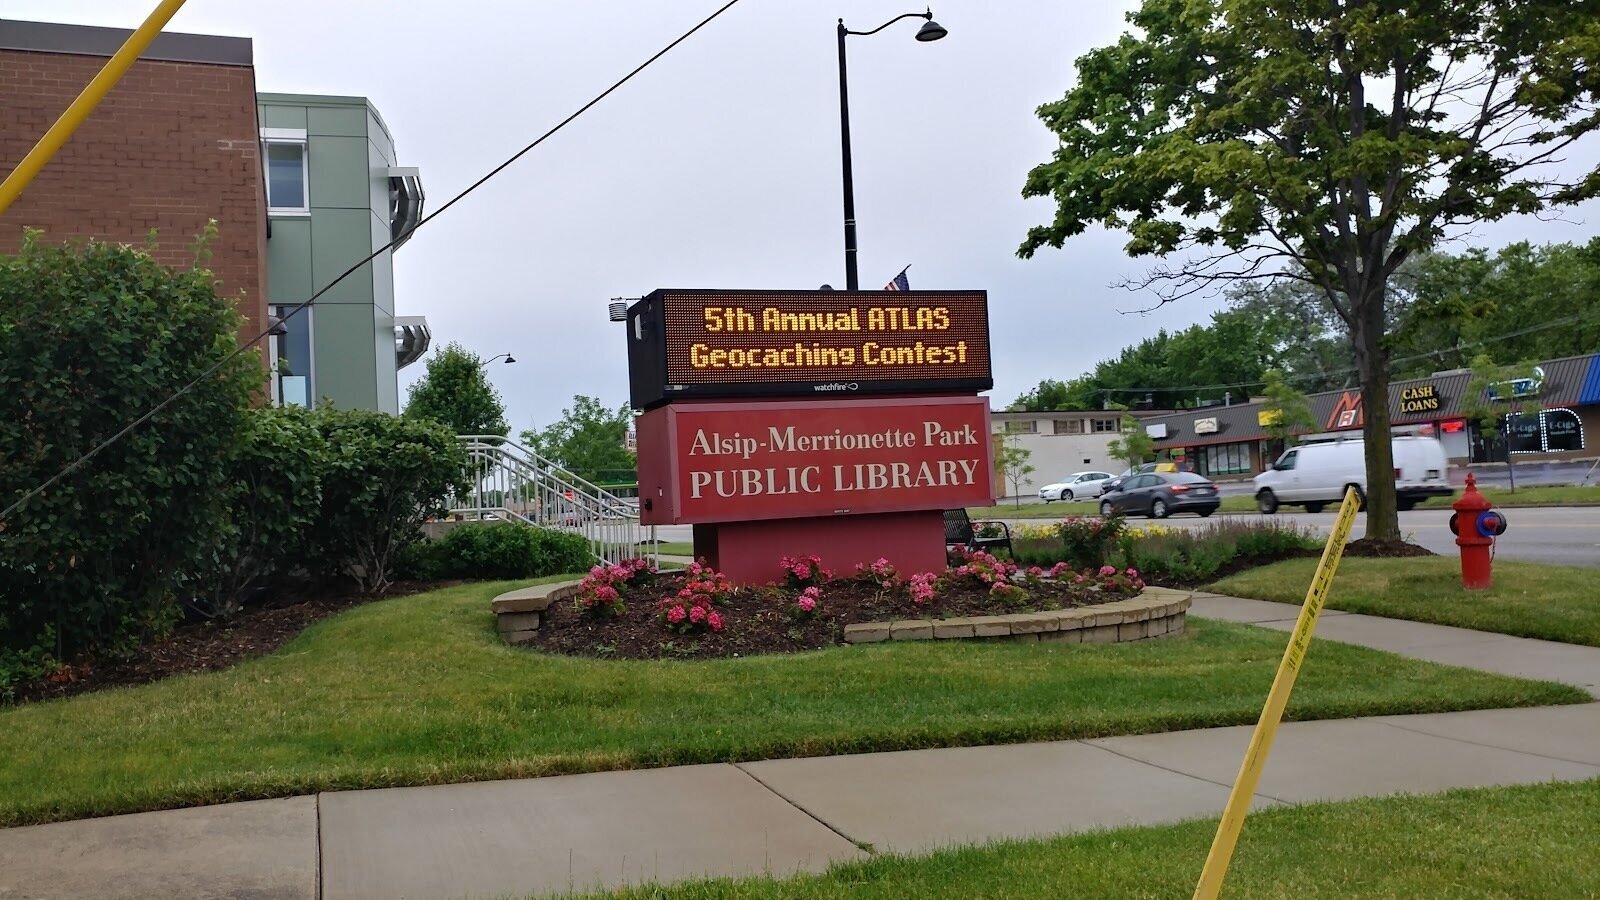 5th Annual ATLAS
Geocaching Contest
watchfire
Alsip-Merrionette Park
PUBLIC LIBRARY
CASH
LOANS
E-Cigs
E-Cigs